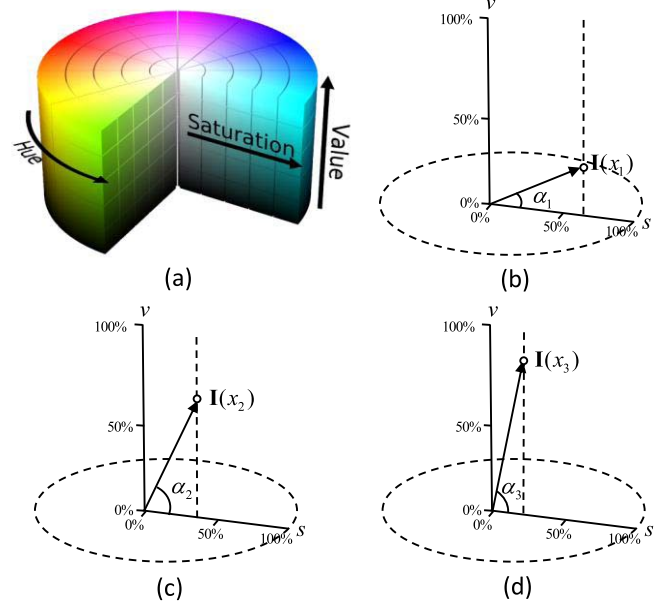 Hue
Saturation
Value
(a)
v
100%
50%
0%
0%
50%
100%
s
α1
I(x1)
(b)
v
100%
50%
0%
0%
50%
100%
s
α2
I(x2)
(c)
v
100%
50%
0%
0%
50%
100%
s
α3
I(x3)
(d)